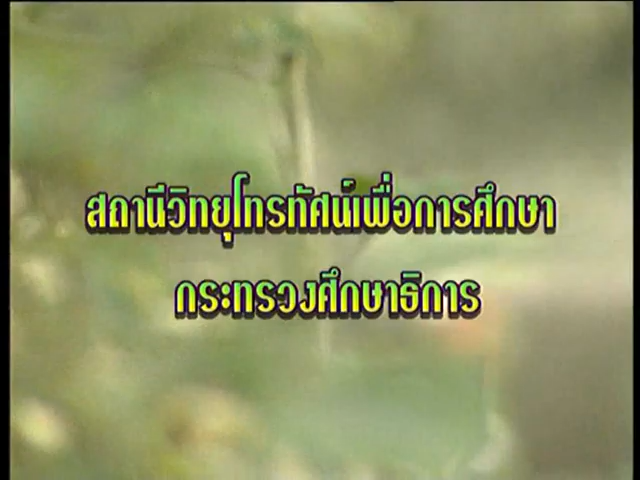 สถานีวิทยุโทรทัศน์เพื่อการศึกษา
กระทรวงศึกษาธิการ